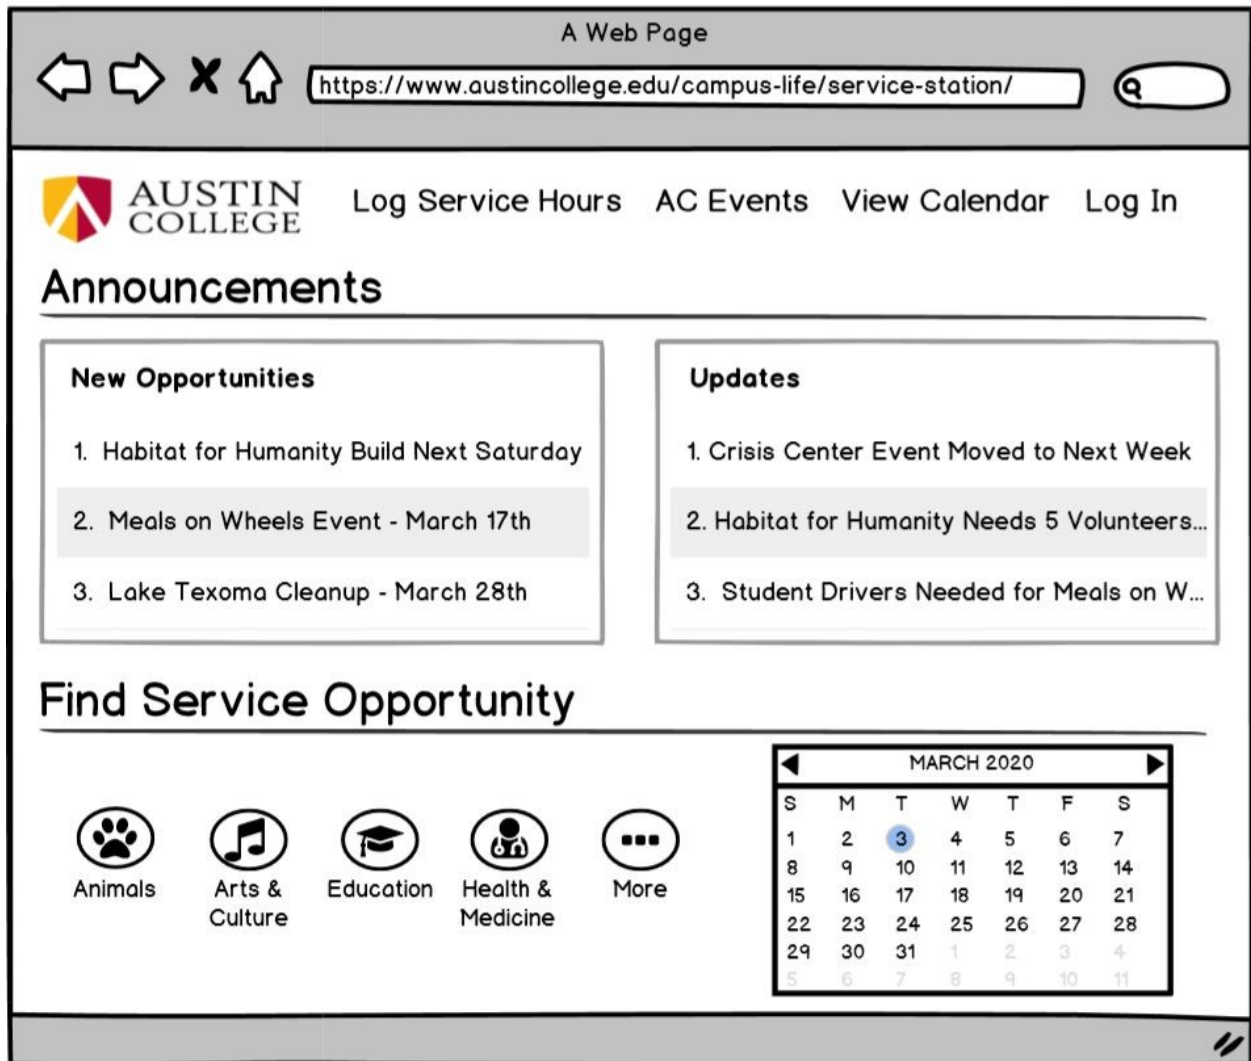 A Web Page
https://www.austincollege.edu/campus-life/service-station/
AUSTIN
COLLEGE
Log Service Hours AC Events View Calendar Log In
Announcements
New Opportunities
1. Habitat for Humanity Build Next Saturday
2. Meals on Wheels Event - March 17th
3. Lake Texoma Cleanup - March 28th
Updates
1. Crisis Center Event Moved to Next Week
2. Habitat for Humanity Needs 5 Volunteers...
3. Student Drivers Needed for Meals on W...
Find Service Opportunity
Animals
Arts &
Culture
Education
Health &
Medicine
More
MARCH 2020
S M T W T F S
1 2 3 4 5 6 7
8 9 10 11 12 13 14
15 16 17 18 19 20 21
22 23 24 25 26 27 28
29 30 31 1 2 3 4
5 6 7 8 9 10 11